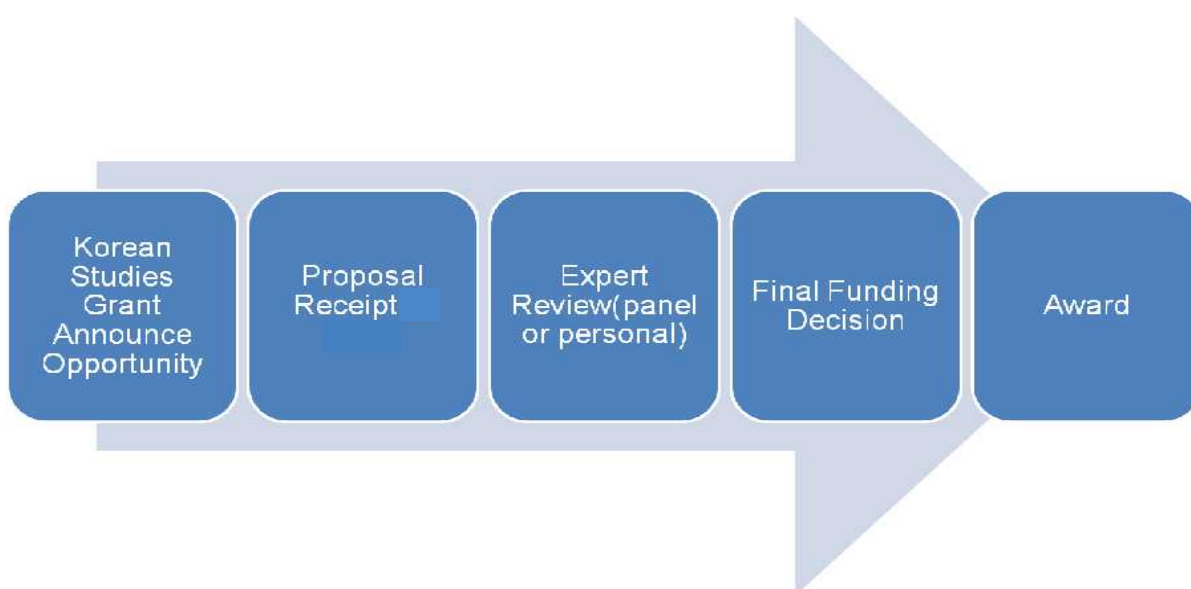 Korean
Studies
Grant
Announce
Opportunity
Proposal
Receipt
Expert
Review(panel
or personal)
Final Funding
Decision
Award